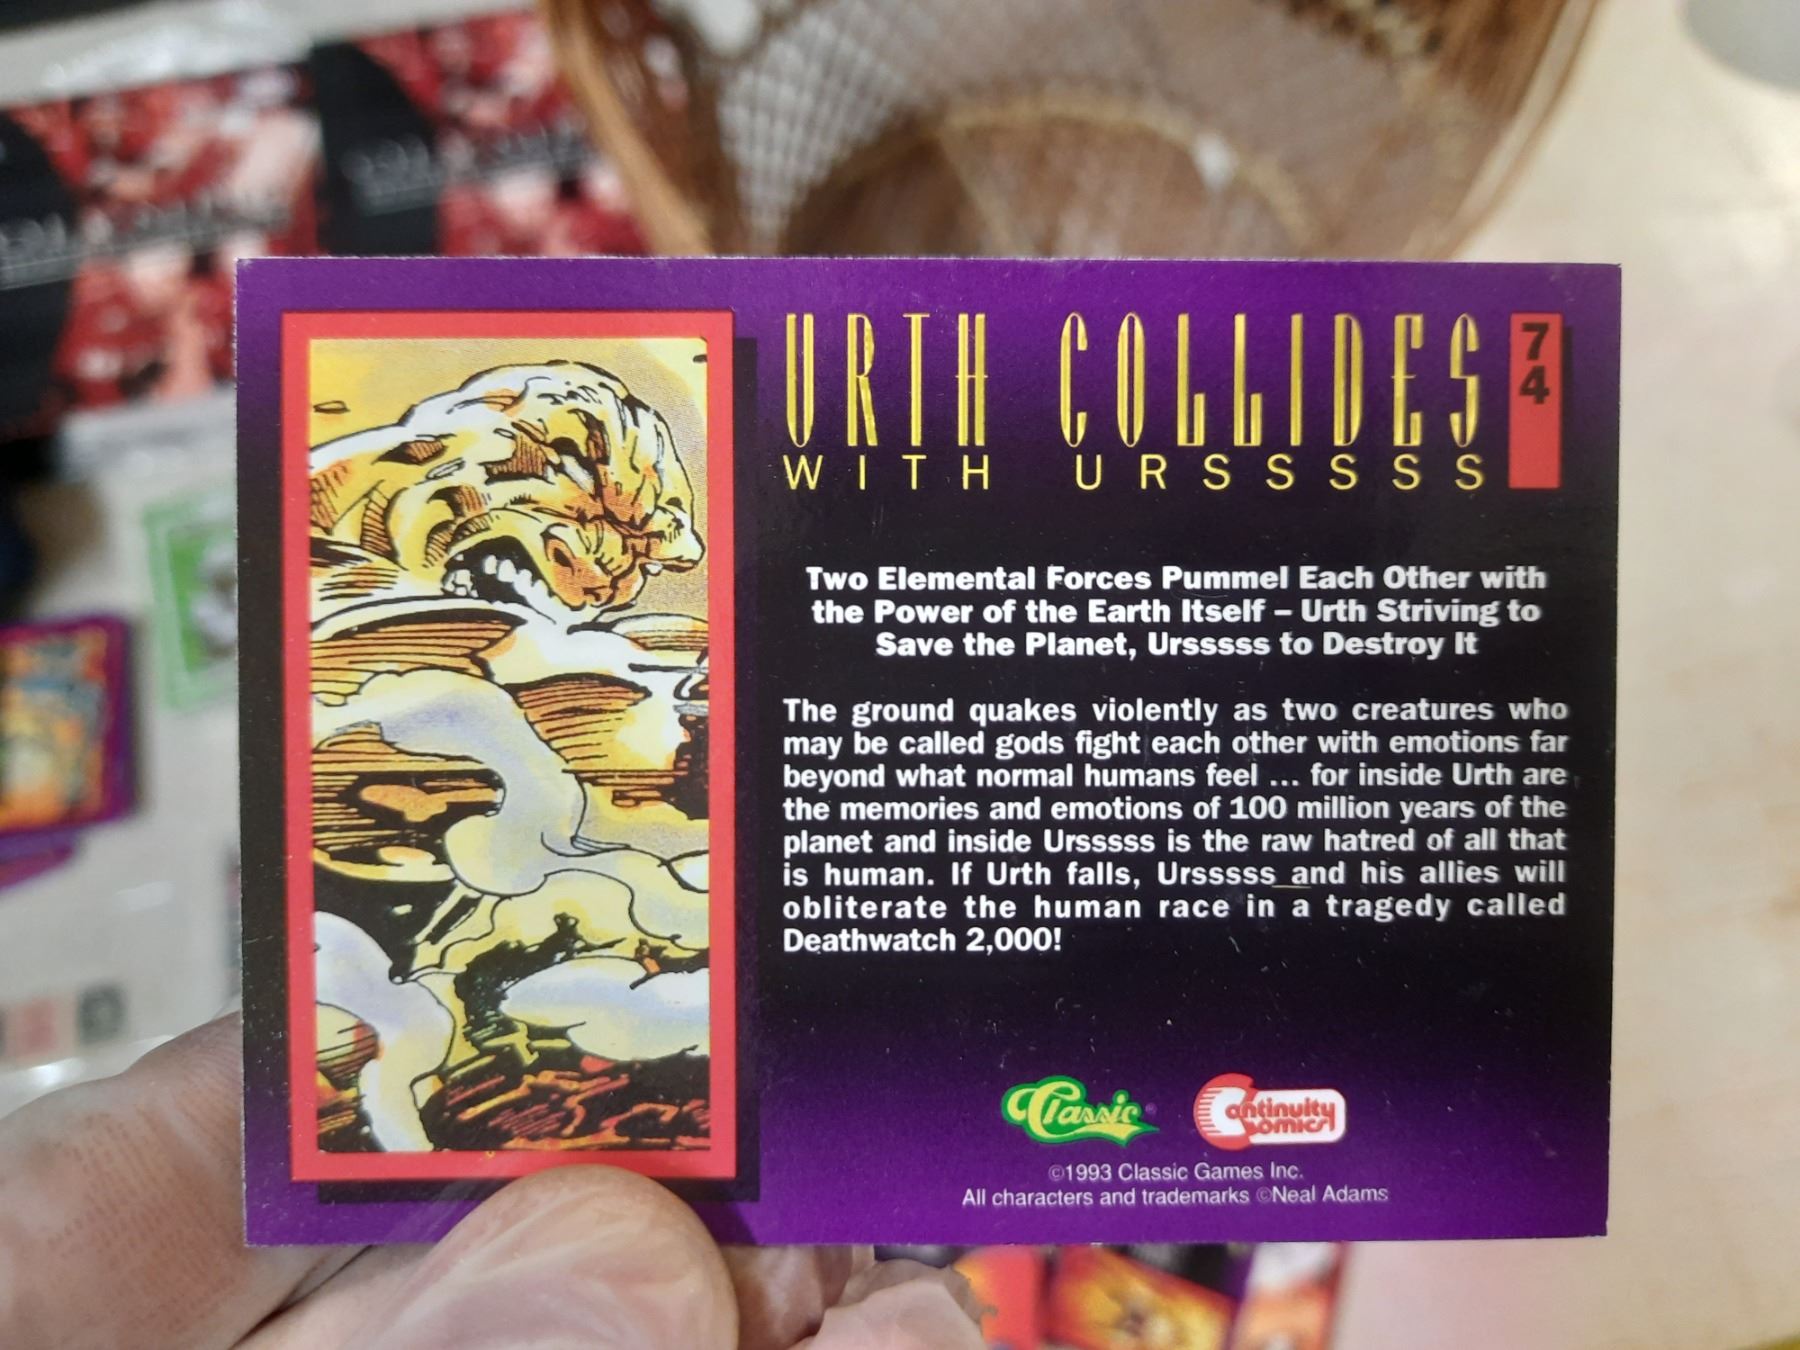 URTH COLLIDES
WITH URSSSSS
74
Two Elemental Forces Pummel Each Other with
the Power of the Earth Itself – Urth Striving to
Save the Planet, Ursssss to Destroy It
The ground quakes violently as two creatures who
may be called gods fight each other with emotions far
beyond what normal humans feel ... for inside Urth are
the memories and emotions of 100 million years of the
planet and inside Ursssss is the raw hatred of all that
is human. If Urth falls, Ursssss and his allies will
obliterate the human race in a tragedy called
Deathwatch 2,000!
Classic®
Continuity
Comics
©1993 Classic Games Inc.
All characters and trademarks ©Neal Adams